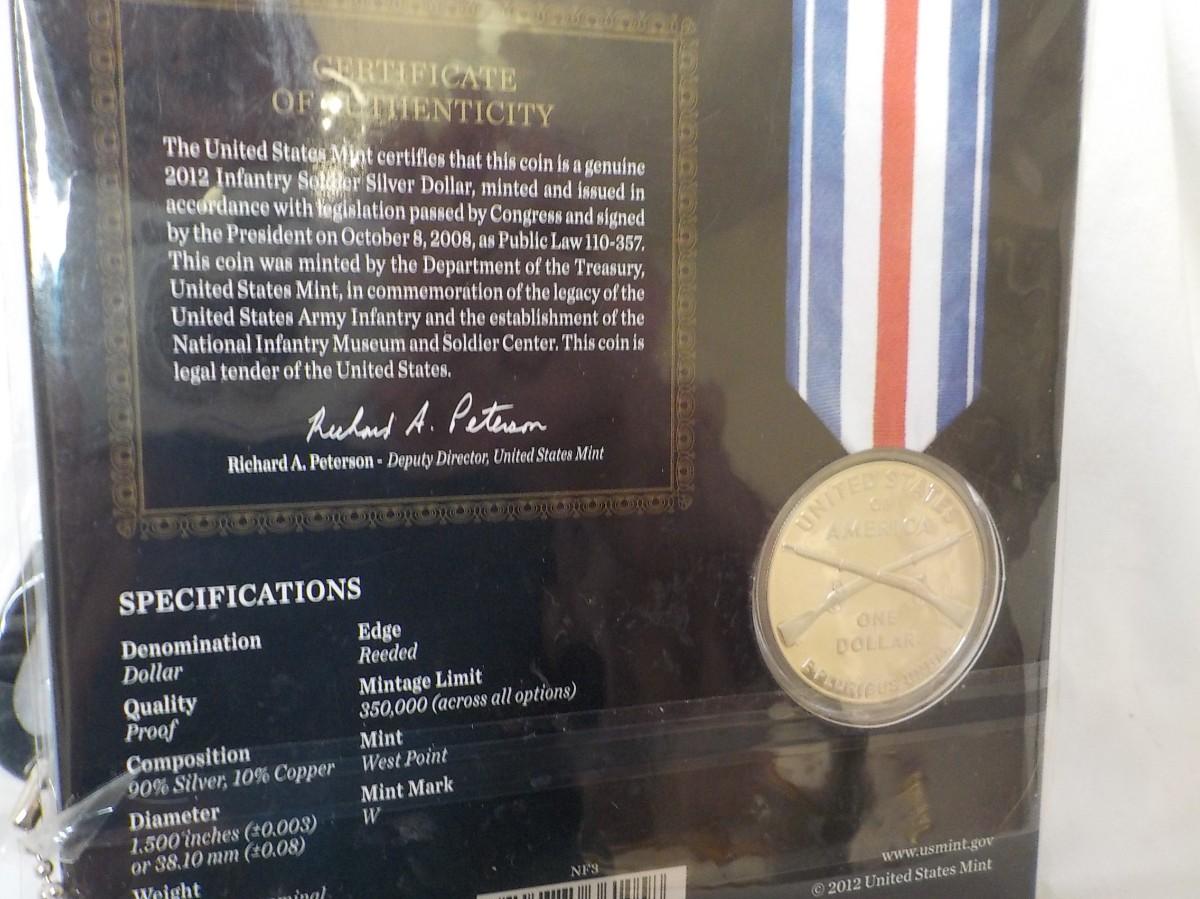 CERTIFICATE
OF AUTHENTICITY
The United States Mint certifies that this coin is a genuine
2012 Infantry Soldier Silver Dollar, minted and issued in
accordance with legislation passed by Congress and signed
by the President on October 8, 2008, as Public Law 110-357.
This coin was minted by the Department of the Treasury,
United States Mint, in commemoration of the legacy of the
United States Army Infantry and the establishment of the
National Infantry Museum and Soldier Center. This coin is
legal tender of the United States.
Richard A. Peterson
Richard A. Peterson - Deputy Director, United States Mint
SPECIFICATIONS
Denomination
Dollar
Quality
Proof
Composition
90% Silver, 10% Copper
Diameter
1.500 inches (±0.003)
or 38.10 mm (±0.08)
Weight
Edge
Reeded
Mintage Limit
350,000 (across all options)
Mint
West Point
Mint Mark
W
UNITED STATES
OF
AMERICA
ONE
DOLLAR
E PLURIBUS UNUM
NF3
www.usmint.gov
© 2012 United States Mint